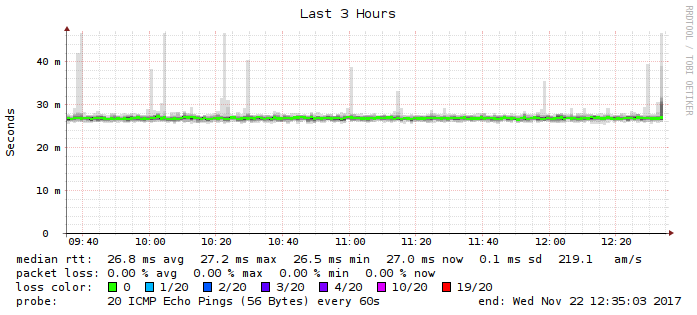 Last 3 Hours
RRDTOOL / TOBI OETIKER
Seconds
40 m
30 m
20 m
10 m
0
09:40 10:00 10:20 10:40 11:00 11:20 11:40 12:00 12:20
median rtt: 26.8 ms avg 27.2 ms max 26.5 ms min 27.0 ms now 0.1 ms sd 219.1 am/s
packet loss: 0.00 % avg 0.00 % max 0.00 % min 0.00 % now
loss color: 0 1/20 2/20 3/20 4/20 10/20 19/20
probe: 20 ICMP Echo Pings (56 Bytes) every 60s end: Wed Nov 22 12:35:03 2017